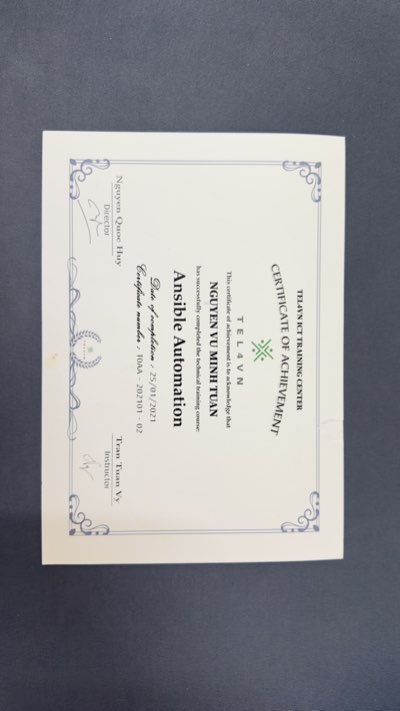 TEL4VN ICT TRAINING CENTER
CERTIFICATE OF ACHIEVEMENT
TEL4VN
This certificate of achievement is to acknowledge that
NGUYEN VU MINH TUAN
has successfully completed the technical training course:
Ansible Automation
Date of completion : 25/01/2021
Certificate number : 10AA - 202101 - 02
Nguyen Quoc Huy
Director
Tran Tuan Vy
Instructor